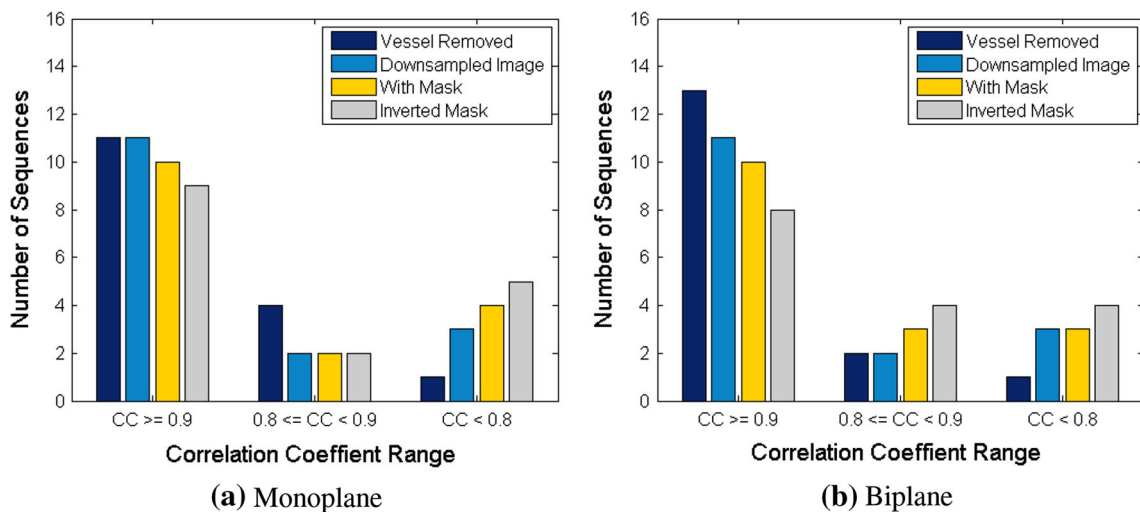 16
14
12
10
8
6
4
2
0
Number of Sequences
Vessel Removed
Downsampled Image
With Mask
Inverted Mask
CC >= 0.9
0.8 <= CC < 0.9
CC < 0.8
Correlation Coeffient Range
(a) Monoplane
16
14
12
10
8
6
4
2
0
Number of Sequences
Vessel Removed
Downsampled Image
With Mask
Inverted Mask
CC >= 0.9
0.8 <= CC < 0.9
CC < 0.8
Correlation Coeffient Range
(b) Biplane